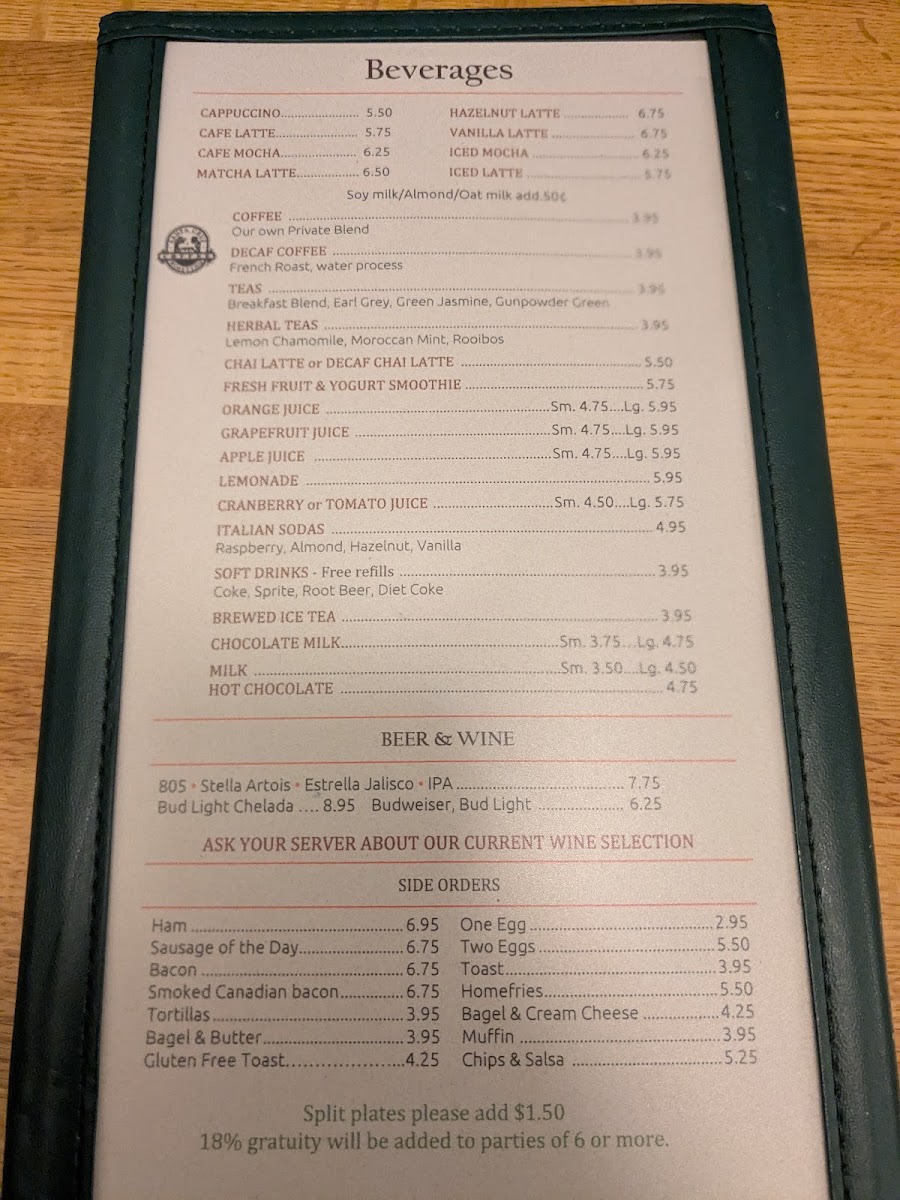 Beverages
CAPPUCCINO..................... 5.50
CAFE LATTE....................... 5.75
CAFE MOCHA..................... 6.25
MATCHA LATTE................. 6.50
HAZELNUT LATTE .................. 6.75
VANILLA LATTE ....................... 6.75
ICED MOCHA ............................ 6.25
ICED LATTE .............................. 5.75
Soy milk/Almond/Oat milk add.50¢
COFFEE ........................................ 3.95
Our own Private Blend
DECAF COFFEE ........................................ 3.95
French Roast, water process
TEAS ........................................ 3.95
Breakfast Blend, Earl Grey, Green Jasmine, Gunpowder Green
HERBAL TEAS ........................................ 3.95
Lemon Chamomile, Moroccan Mint, Rooibos
CHAI LATTE or DECAF CHAI LATTE ........................................ 5.50
FRESH FRUIT & YOGURT SMOOTHIE ........................................ 5.75
ORANGE JUICE ........................................Sm. 4.75....Lg. 5.95
GRAPEFRUIT JUICE ........................................Sm. 4.75....Lg. 5.95
APPLE JUICE ........................................Sm. 4.75....Lg. 5.95
LEMONADE ........................................ 5.95
CRANBERRY or TOMATO JUICE ..............................Sm. 4.50....Lg. 5.75
ITALIAN SODAS ........................................ 4.95
Raspberry, Almond, Hazelnut, Vanilla
SOFT DRINKS - Free refills ........................................ 3.95
Coke, Sprite, Root Beer, Diet Coke
BREWED ICE TEA ........................................ 3.95
CHOCOLATE MILK........................................Sm. 3.75....Lg. 4.75
MILK ........................................Sm. 3.50....Lg. 4.50
HOT CHOCOLATE ........................................ 4.75
BEER & WINE
805 • Stella Artois • Estrella Jalisco • IPA ........................................ 7.75
Bud Light Chelada .... 8.95 Budweiser, Bud Light .................... 6.25
ASK YOUR SERVER ABOUT OUR CURRENT WINE SELECTION
SIDE ORDERS
Ham ........................................ 6.95
Sausage of the Day..................... 6.75
Bacon ........................................ 6.75
Smoked Canadian bacon............. 6.75
Tortillas ..................................... 3.95
Bagel & Butter............................ 3.95
Gluten Free Toast.......................4.25
One Egg .....................................2.95
Two Eggs ...................................5.50
Toast..........................................3.95
Homefries...................................5.50
Bagel & Cream Cheese ................4.25
Muffin ........................................3.95
Chips & Salsa ..............................5.25
Split plates please add $1.50
18% gratuity will be added to parties of 6 or more.